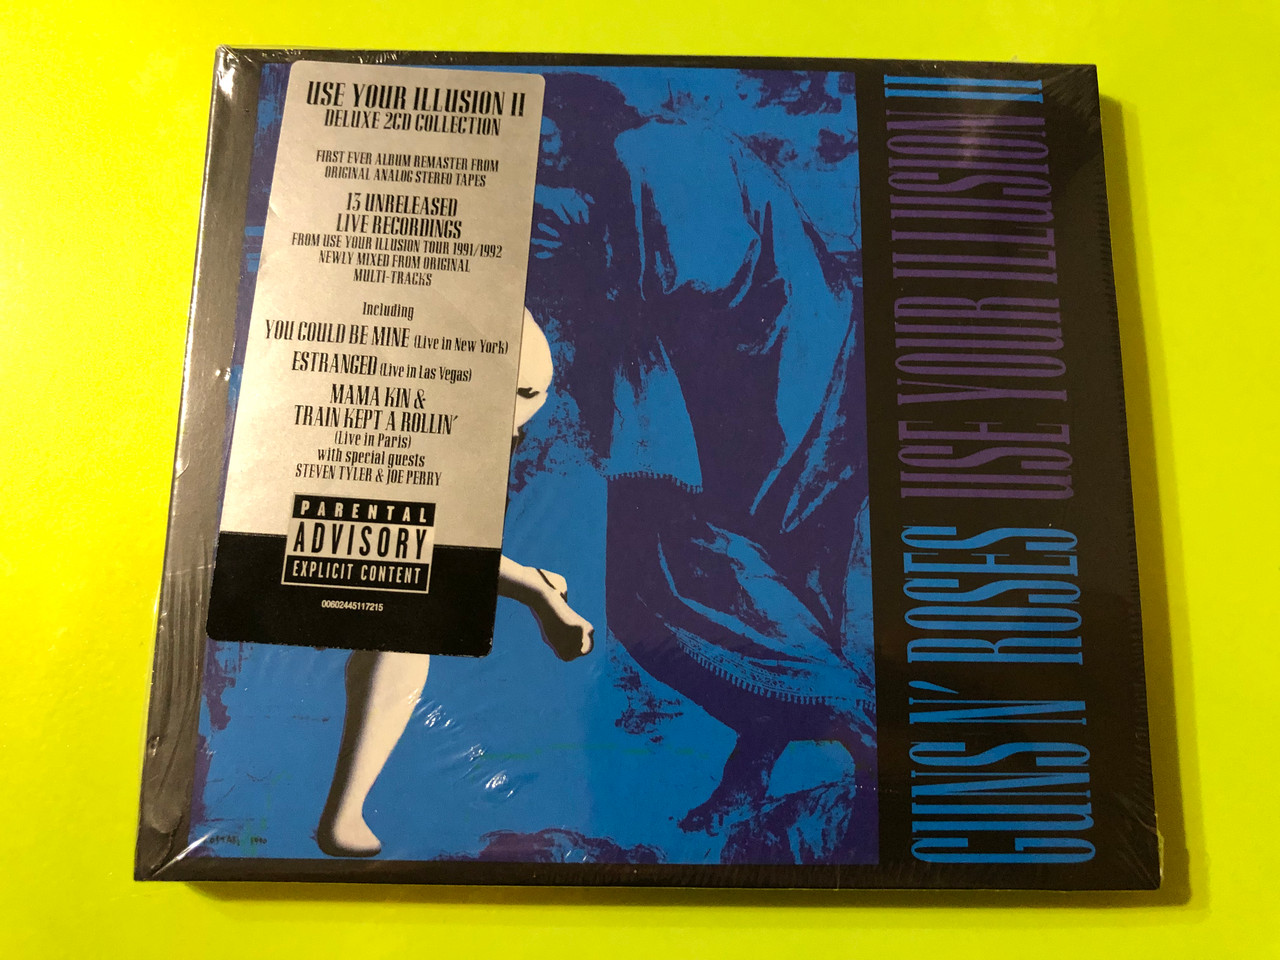 USE YOUR ILLUSION II
DELUXE 2CD COLLECTION
FIRST EVER ALBUM REMASTER FROM
ORIGINAL ANALOG STEREO TAPES
13 UNRELEASED
LIVE RECORDINGS
FROM USE YOUR ILLUSION TOUR 1991/1992
NEWLY MIXED FROM ORIGINAL
MULTI-TRACKS
Including
YOU COULD BE MINE (Live in New York)
ESTRANGED (Live in Las Vegas)
MAMA KIN &
TRAIN KEPT A ROLLIN'
(Live in Paris)
with special guests
STEVEN TYLER & JOE PERRY
PARENTAL
ADVISORY
EXPLICIT CONTENT
00602445117215
GUNS N' ROSES USE YOUR ILLUSION II
1990